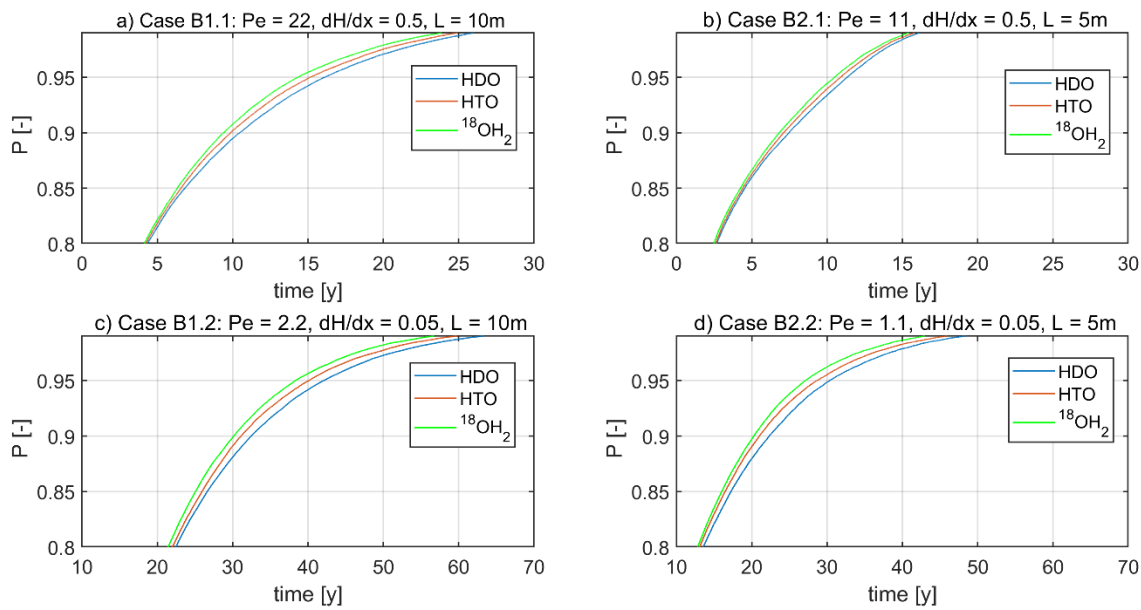 a) Case B1.1: Pe = 22, dH/dx = 0.5, L = 10m
P [-]
0.95
0.9
0.85
0.8
0 5 10 15 20 25 30
time [y]
HDO
HTO
¹⁸OH₂
b) Case B2.1: Pe = 11, dH/dx = 0.5, L = 5m
P [-]
0.95
0.9
0.85
0.8
0 5 10 15 20 25 30
time [y]
HDO
HTO
¹⁸OH₂
c) Case B1.2: Pe = 2.2, dH/dx = 0.05, L = 10m
P [-]
0.95
0.9
0.85
0.8
10 20 30 40 50 60 70
time [y]
HDO
HTO
¹⁸OH₂
d) Case B2.2: Pe = 1.1, dH/dx = 0.05, L = 5m
P [-]
0.95
0.9
0.85
0.8
10 20 30 40 50 60 70
time [y]
HDO
HTO
¹⁸OH₂